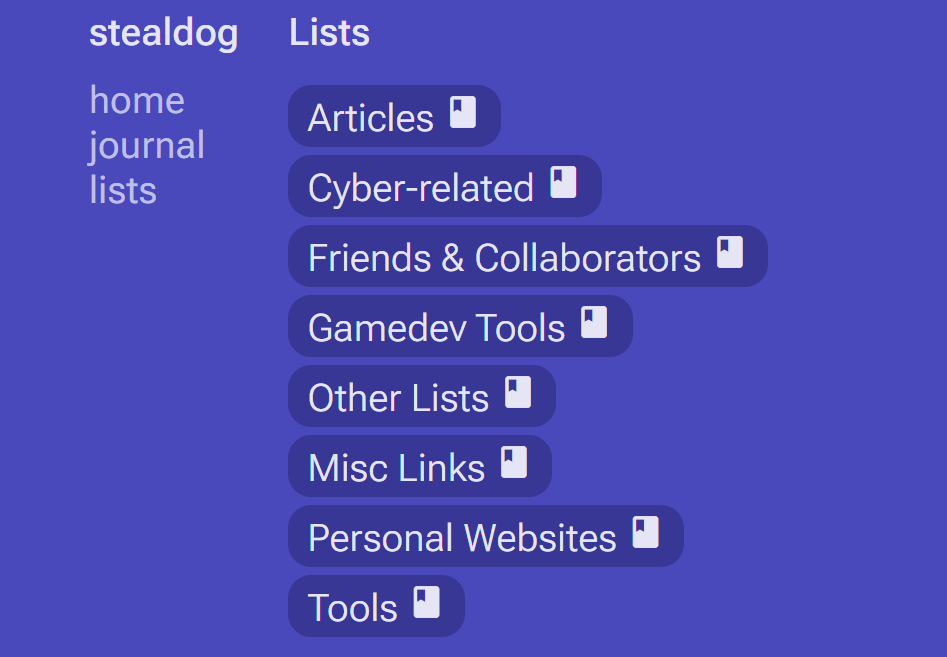 stealdog
home
journal
lists
Lists
Articles
Cyber-related
Friends & Collaborators
Gamedev Tools
Other Lists
Misc Links
Personal Websites
Tools